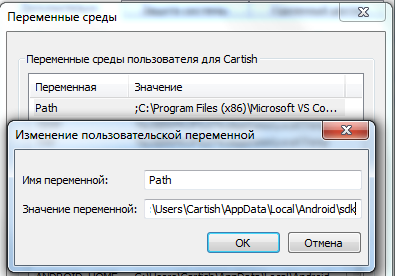 Переменные среды
Переменные среды пользователя для Cartish
Переменная Значение
Path ;C:\Program Files (x86)\Microsoft VS Co...
Изменение пользовательской переменной
Имя переменной: Path
Значение переменной: :\Users\Cartish\AppData\Local\Android\sdk
OK Отмена